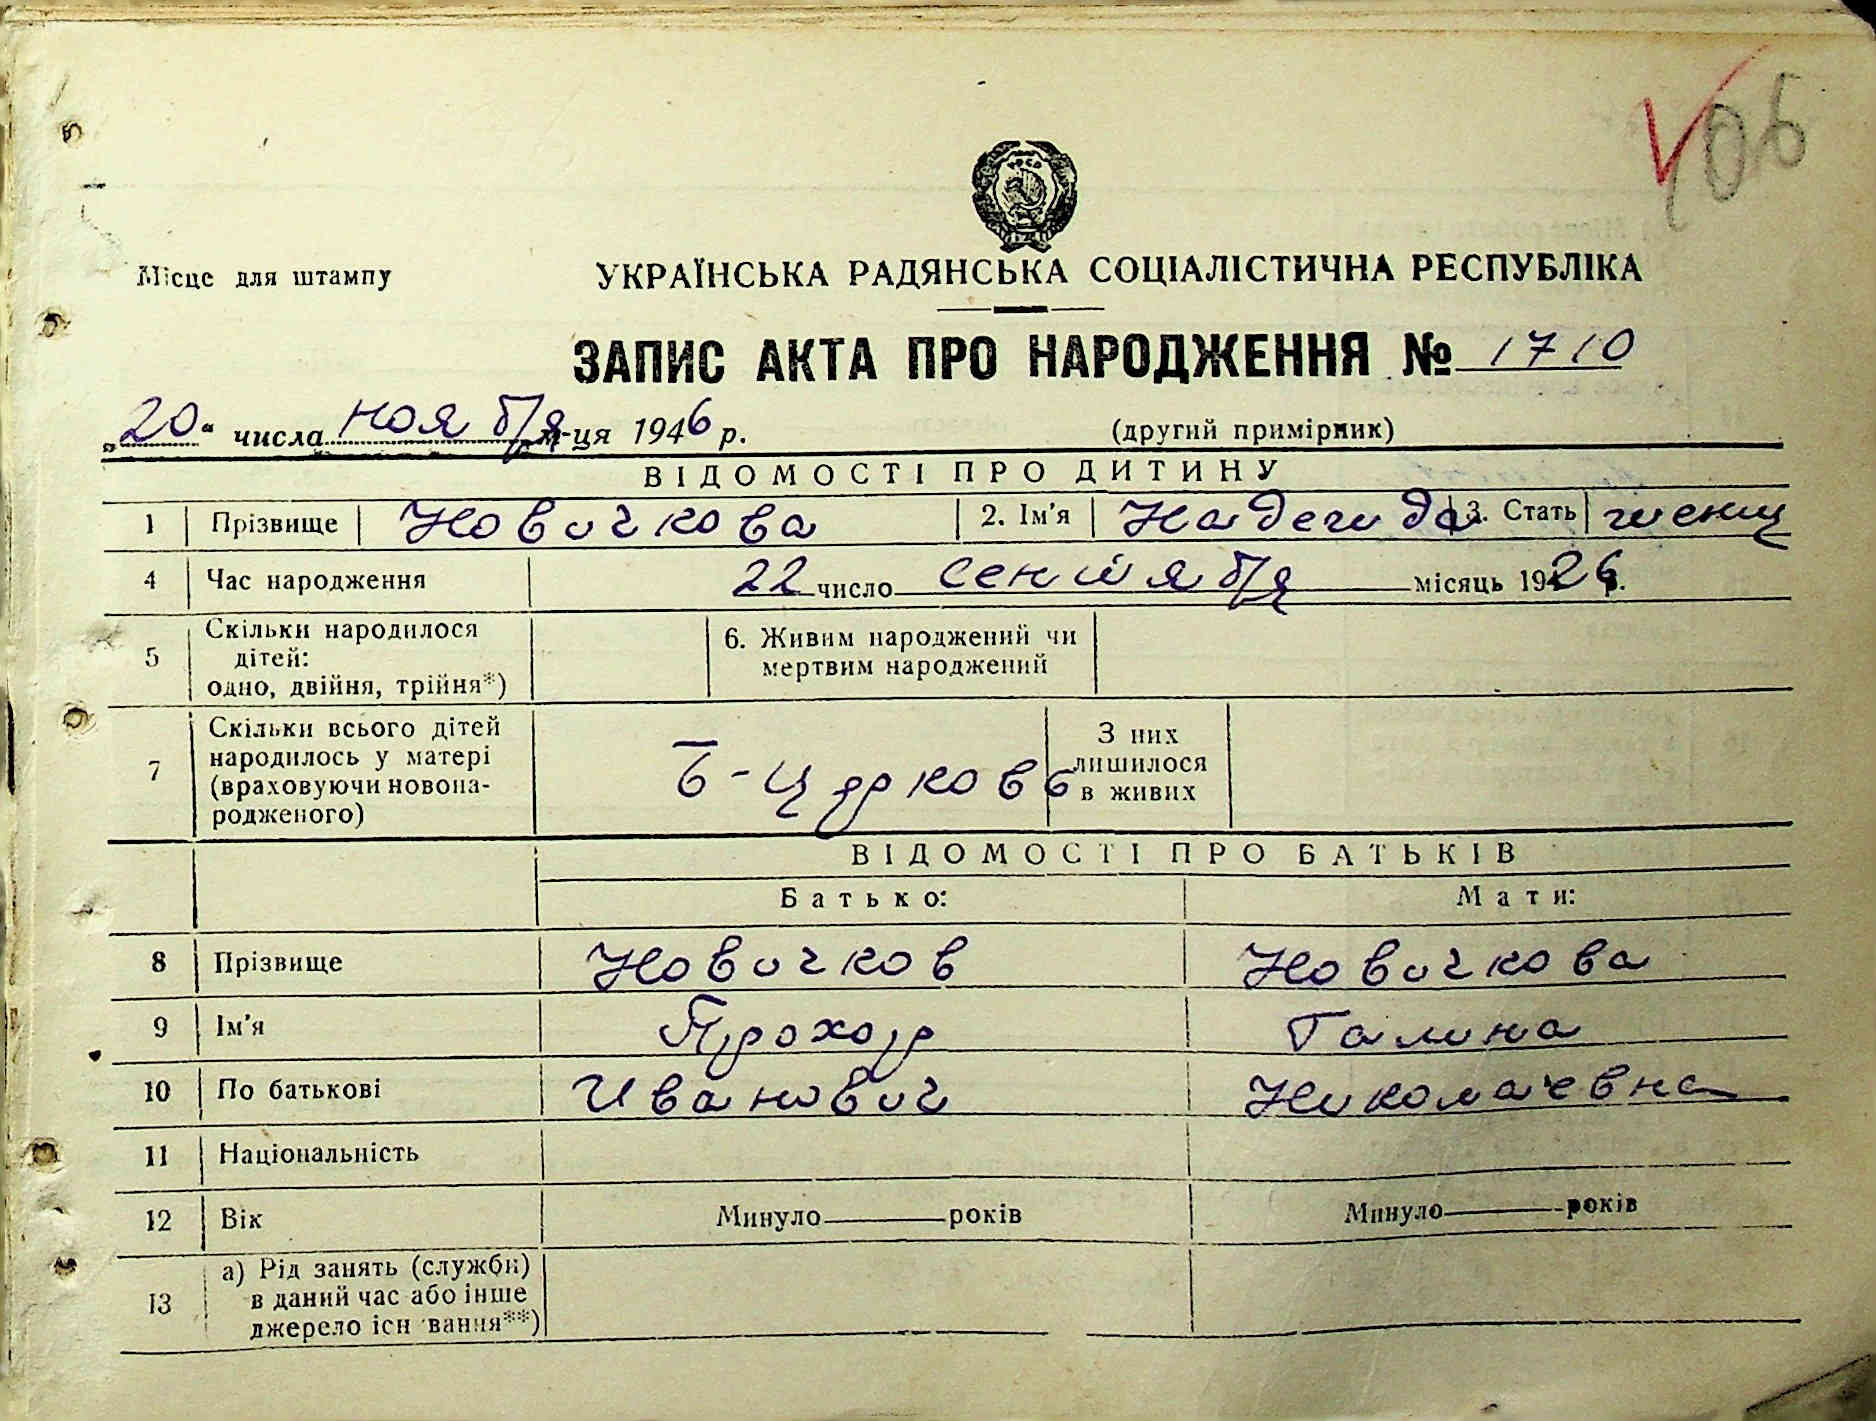 106
Місце для штампу
УКРАЇНСЬКА РАДЯНСЬКА СОЦІАЛІСТИЧНА РЕСПУБЛІКА
ЗАПИС АКТА ПРО НАРОДЖЕННЯ № 1710
„20“ числа ноября м-ця 1946 р. (другий примірник)
ВІДОМОСТІ ПРО ДИТИНУ
1 Прізвище Новичкова 2. Ім'я Надежда 3. Стать женщ
4 Час народження 22 число сентября місяць 1926 р.
5 Скільки народилося дітей: одно, двійня, трійня*) 6. Живим народжений чи мертвим народжений
7 Скільки всього дітей народилось у матері (враховуючи новонародженого) Б-Церковь З них лишилося в живих
ВІДОМОСТІ ПРО БАТЬКІВ
Батько: Мати:
8 Прізвище Новичков Новичкова
9 Ім'я Прохор Галина
10 По батькові Иванович Николаевна
11 Національність
12 Вік Минуло років Минуло років
13 а) Рід занять (служби) в даний час або інше джерело існ вання**)